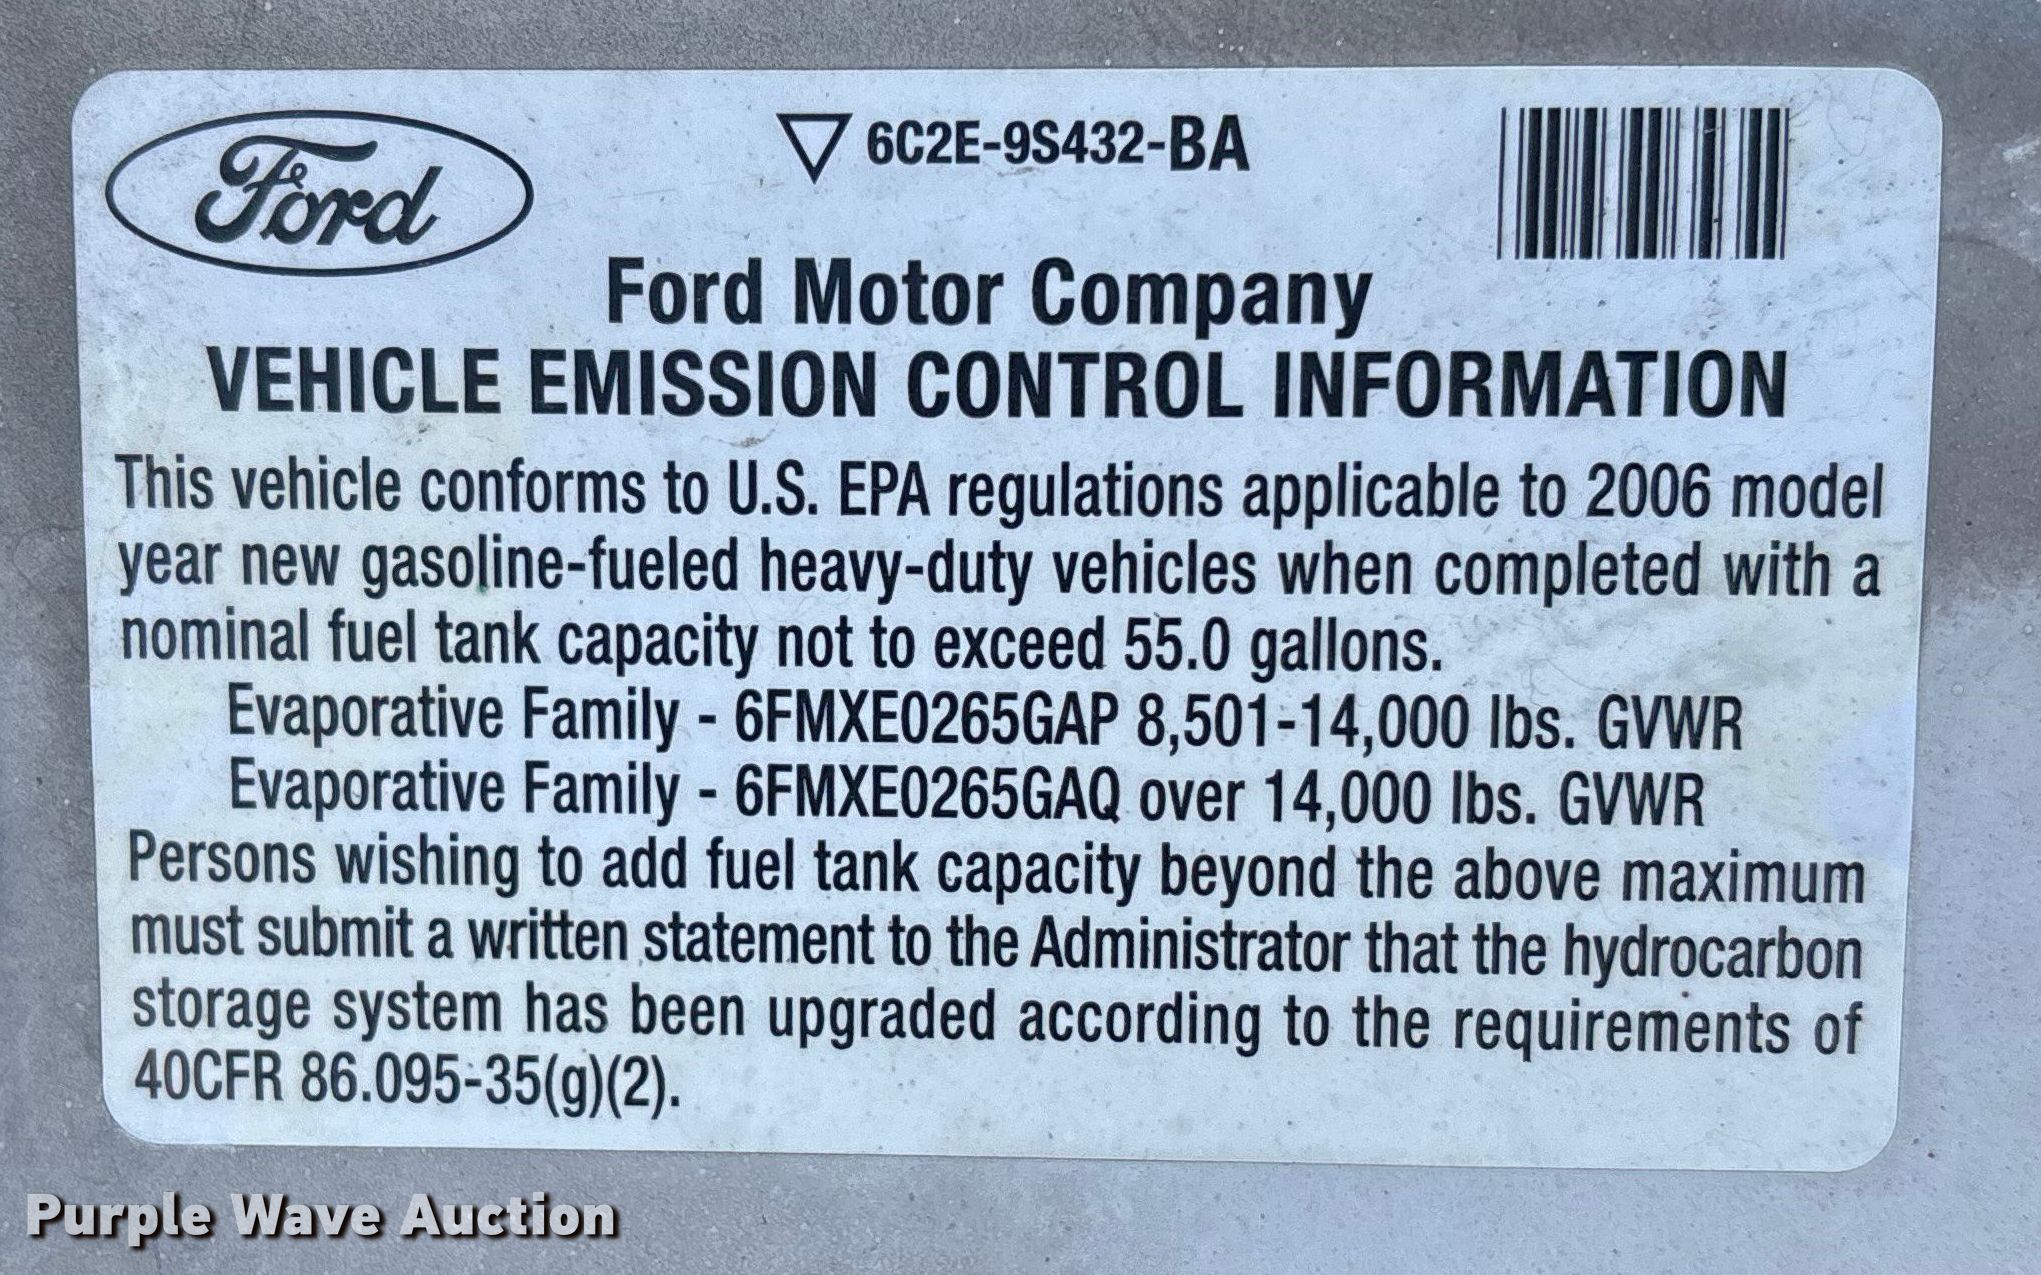 Ford
6C2E-9S432-BA
Ford Motor Company
VEHICLE EMISSION CONTROL INFORMATION
This vehicle conforms to U.S. EPA regulations applicable to 2006 model
year new gasoline-fueled heavy-duty vehicles when completed with a
nominal fuel tank capacity not to exceed 55.0 gallons.
Evaporative Family - 6FMXE0265GAP 8,501-14,000 lbs. GVWR
Evaporative Family - 6FMXE0265GAQ over 14,000 lbs. GVWR
Persons wishing to add fuel tank capacity beyond the above maximum
must submit a written statement to the Administrator that the hydrocarbon
storage system has been upgraded according to the requirements of
40CFR 86.095-35(g)(2).
Purple Wave Auction